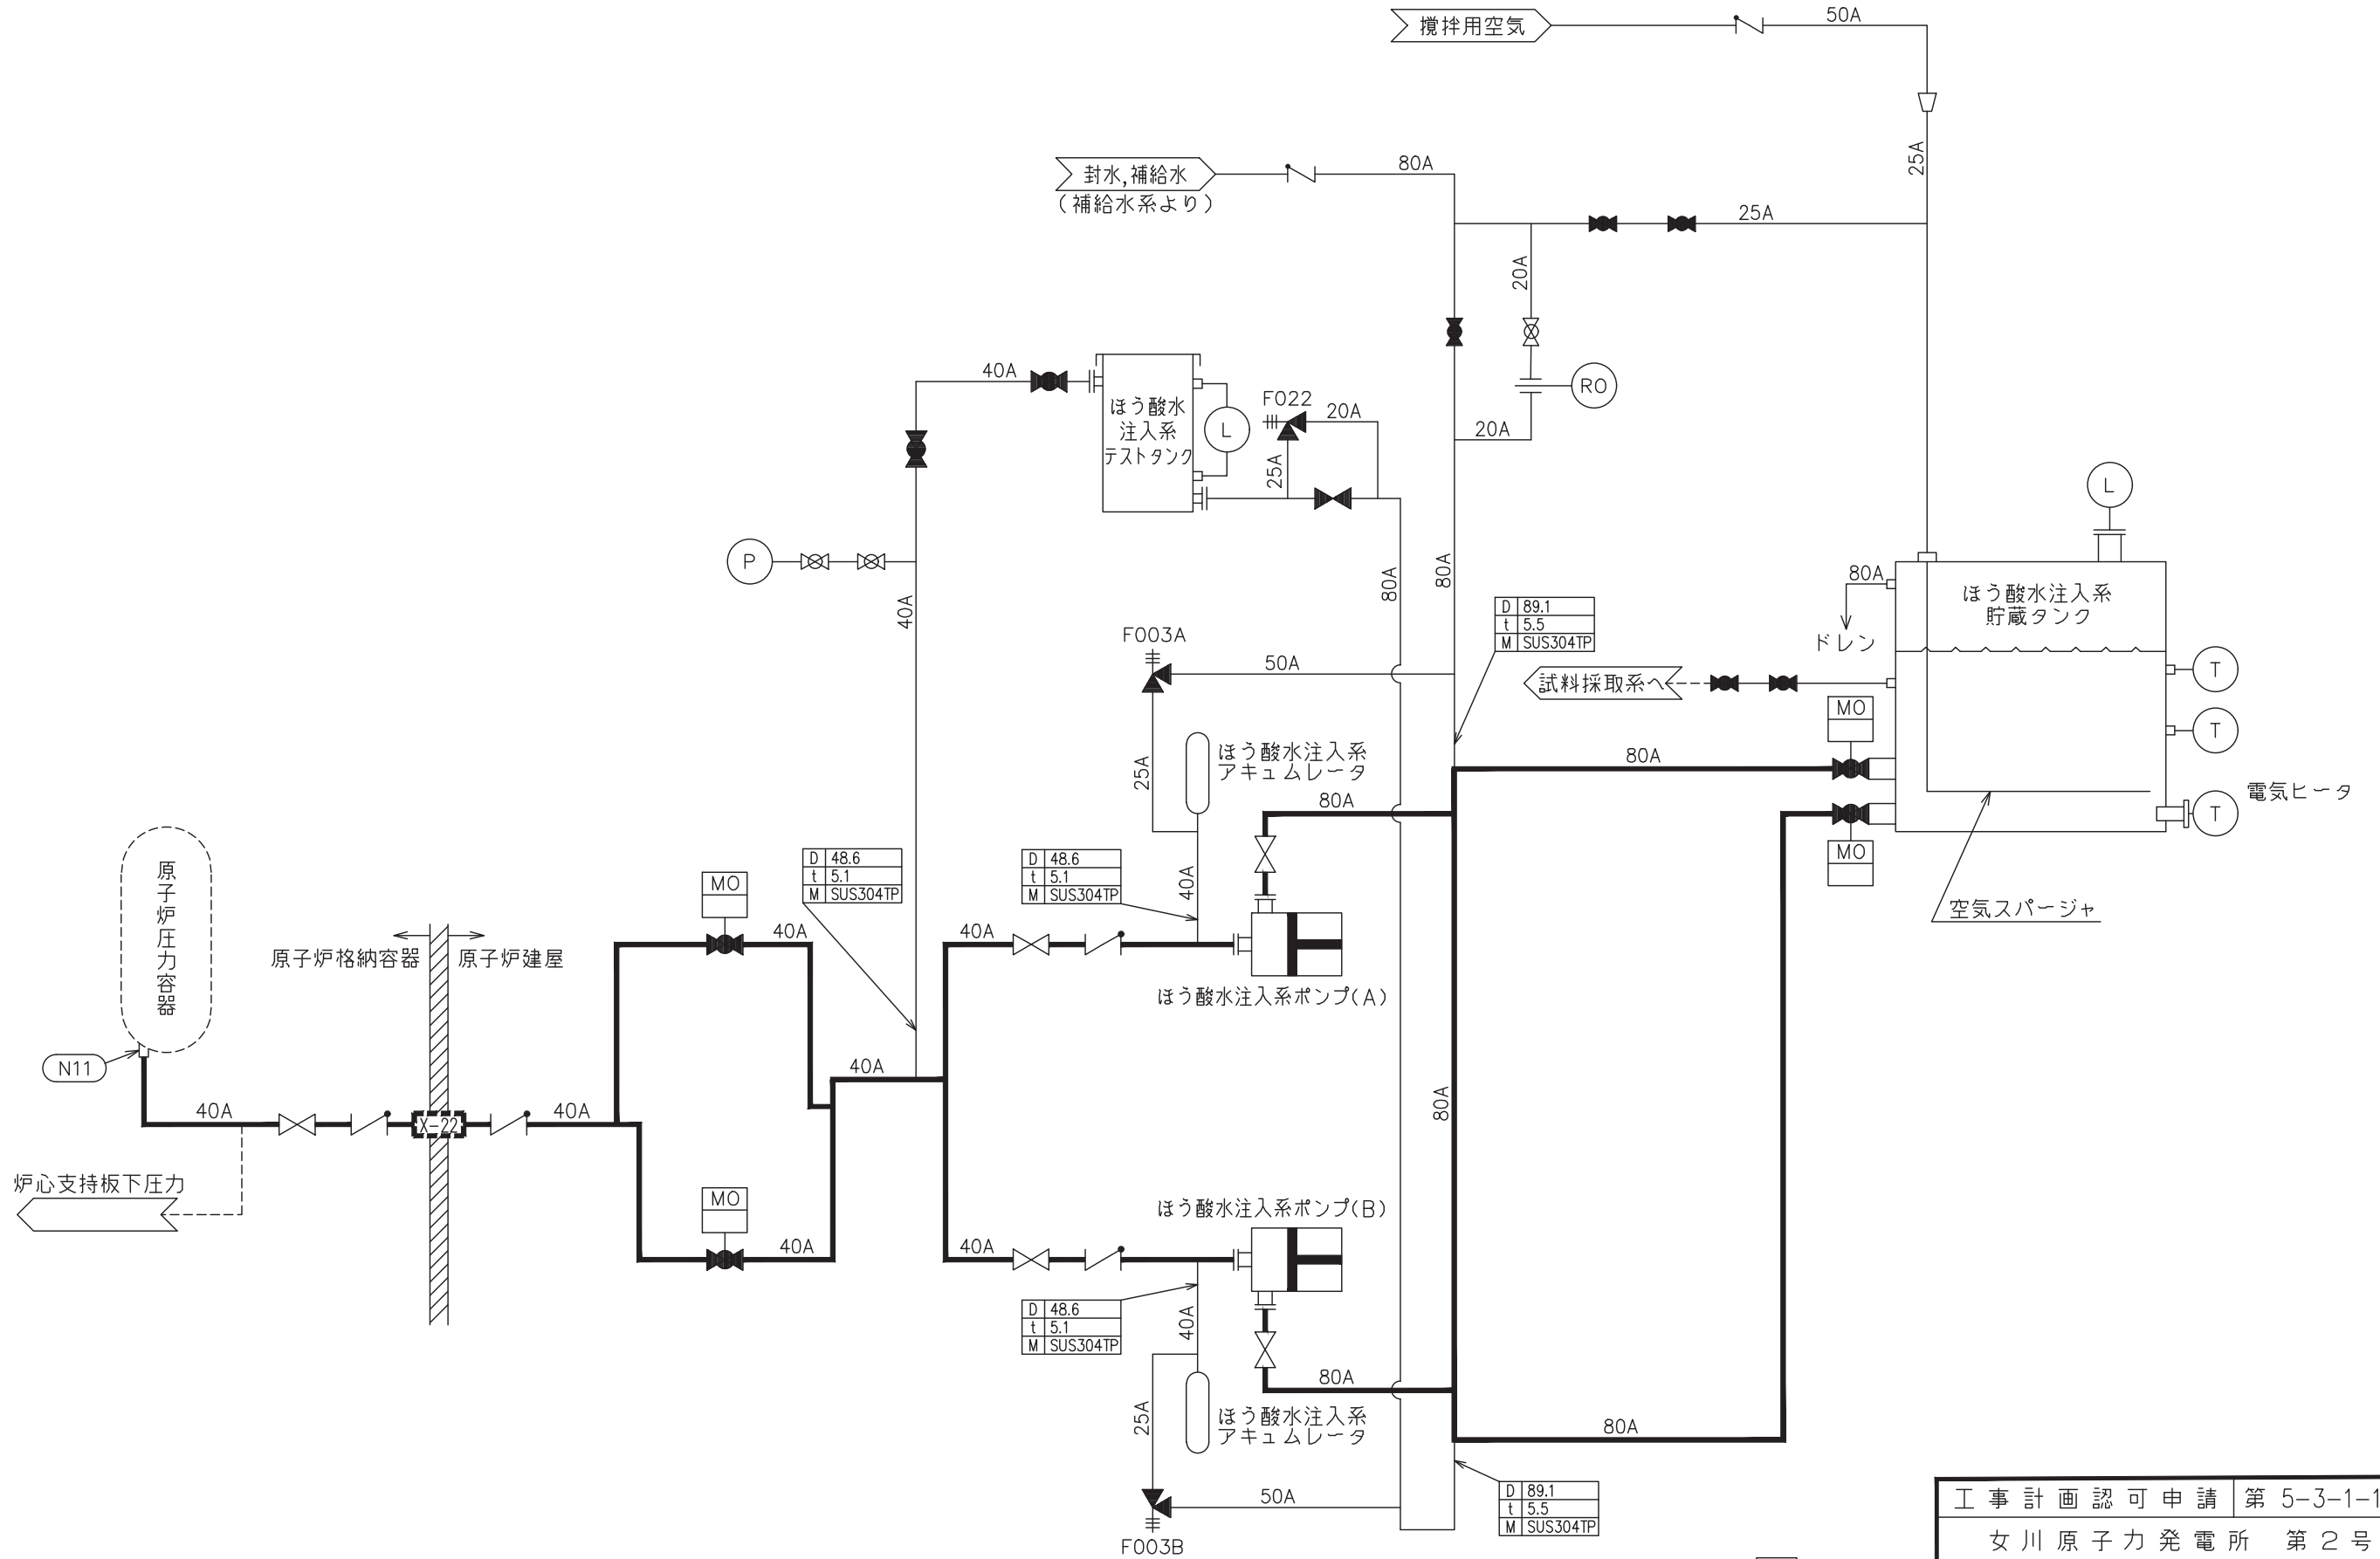 攪拌用空気
50A
25A
封水,補給水
(補給水系より)
80A
25A
20A
RO
20A
40A
ほう酸水
注入系
テストタンク
L
F022
20A
25A
P
40A
80A
80A
L
ほう酸水注入系
貯蔵タンク
80A
ドレン
D 89.1
t 5.5
M SUS304TP
F003A
50A
試料採取系へ
T
T
MO
25A
ほう酸水注入系
アキュムレータ
80A
80A
T
電気ヒータ
MO
空気スパージャ
40A
原子炉圧力容器
D 48.6
t 5.1
M SUS304TP
D 48.6
t 5.1
M SUS304TP
MO
40A
40A
原子炉格納容器
原子炉建屋
ほう酸水注入系ポンプ(A)
N11
40A
40A
X-22
40A
80A
炉心支持板下圧力
MO
40A
40A
ほう酸水注入系ポンプ(B)
D 48.6
t 5.1
M SUS304TP
40A
80A
25A
ほう酸水注入系
アキュムレータ
80A
50A
F003B
D 89.1
t 5.5
M SUS304TP
工事計画認可申請 第 5-3-1-1
女川原子力発電所 第2号